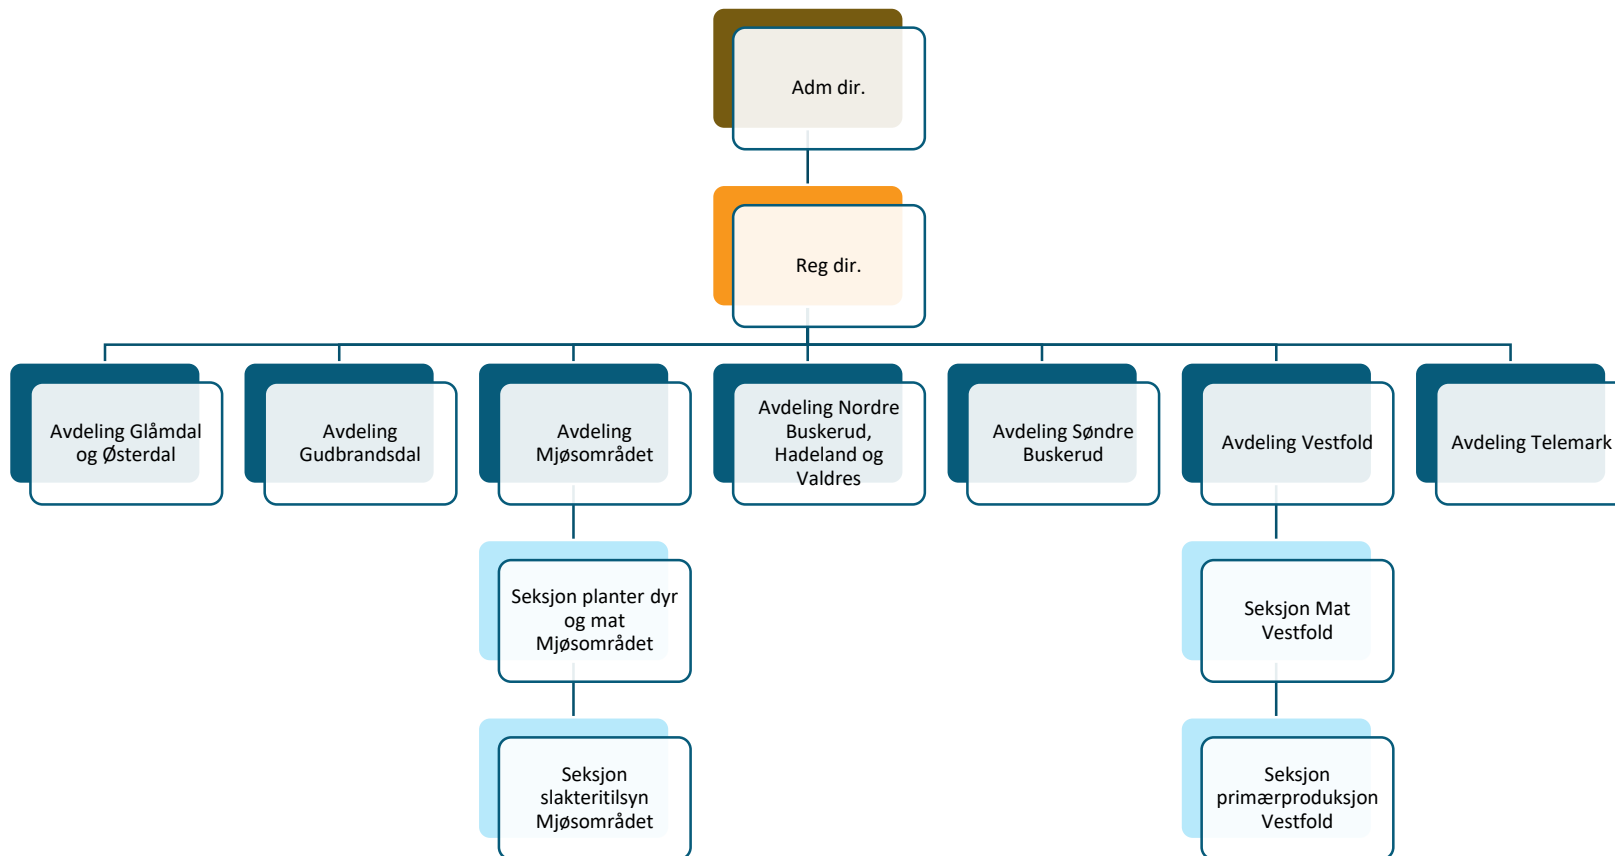 Adm dir.
Reg dir.
Avdeling Glåmdal
og Østerdal
Avdeling
Gudbrandsdal
Avdeling
Mjøsområdet
Avdeling Nordre
Buskerud,
Hadeland og
Valdres
Avdeling Søndre
Buskerud
Avdeling Vestfold
Avdeling Telemark
Seksjon planter dyr
og mat
Mjøsområdet
Seksjon Mat
Vestfold
Seksjon
slakteritilsyn
Mjøsområdet
Seksjon
primærproduksjon
Vestfold